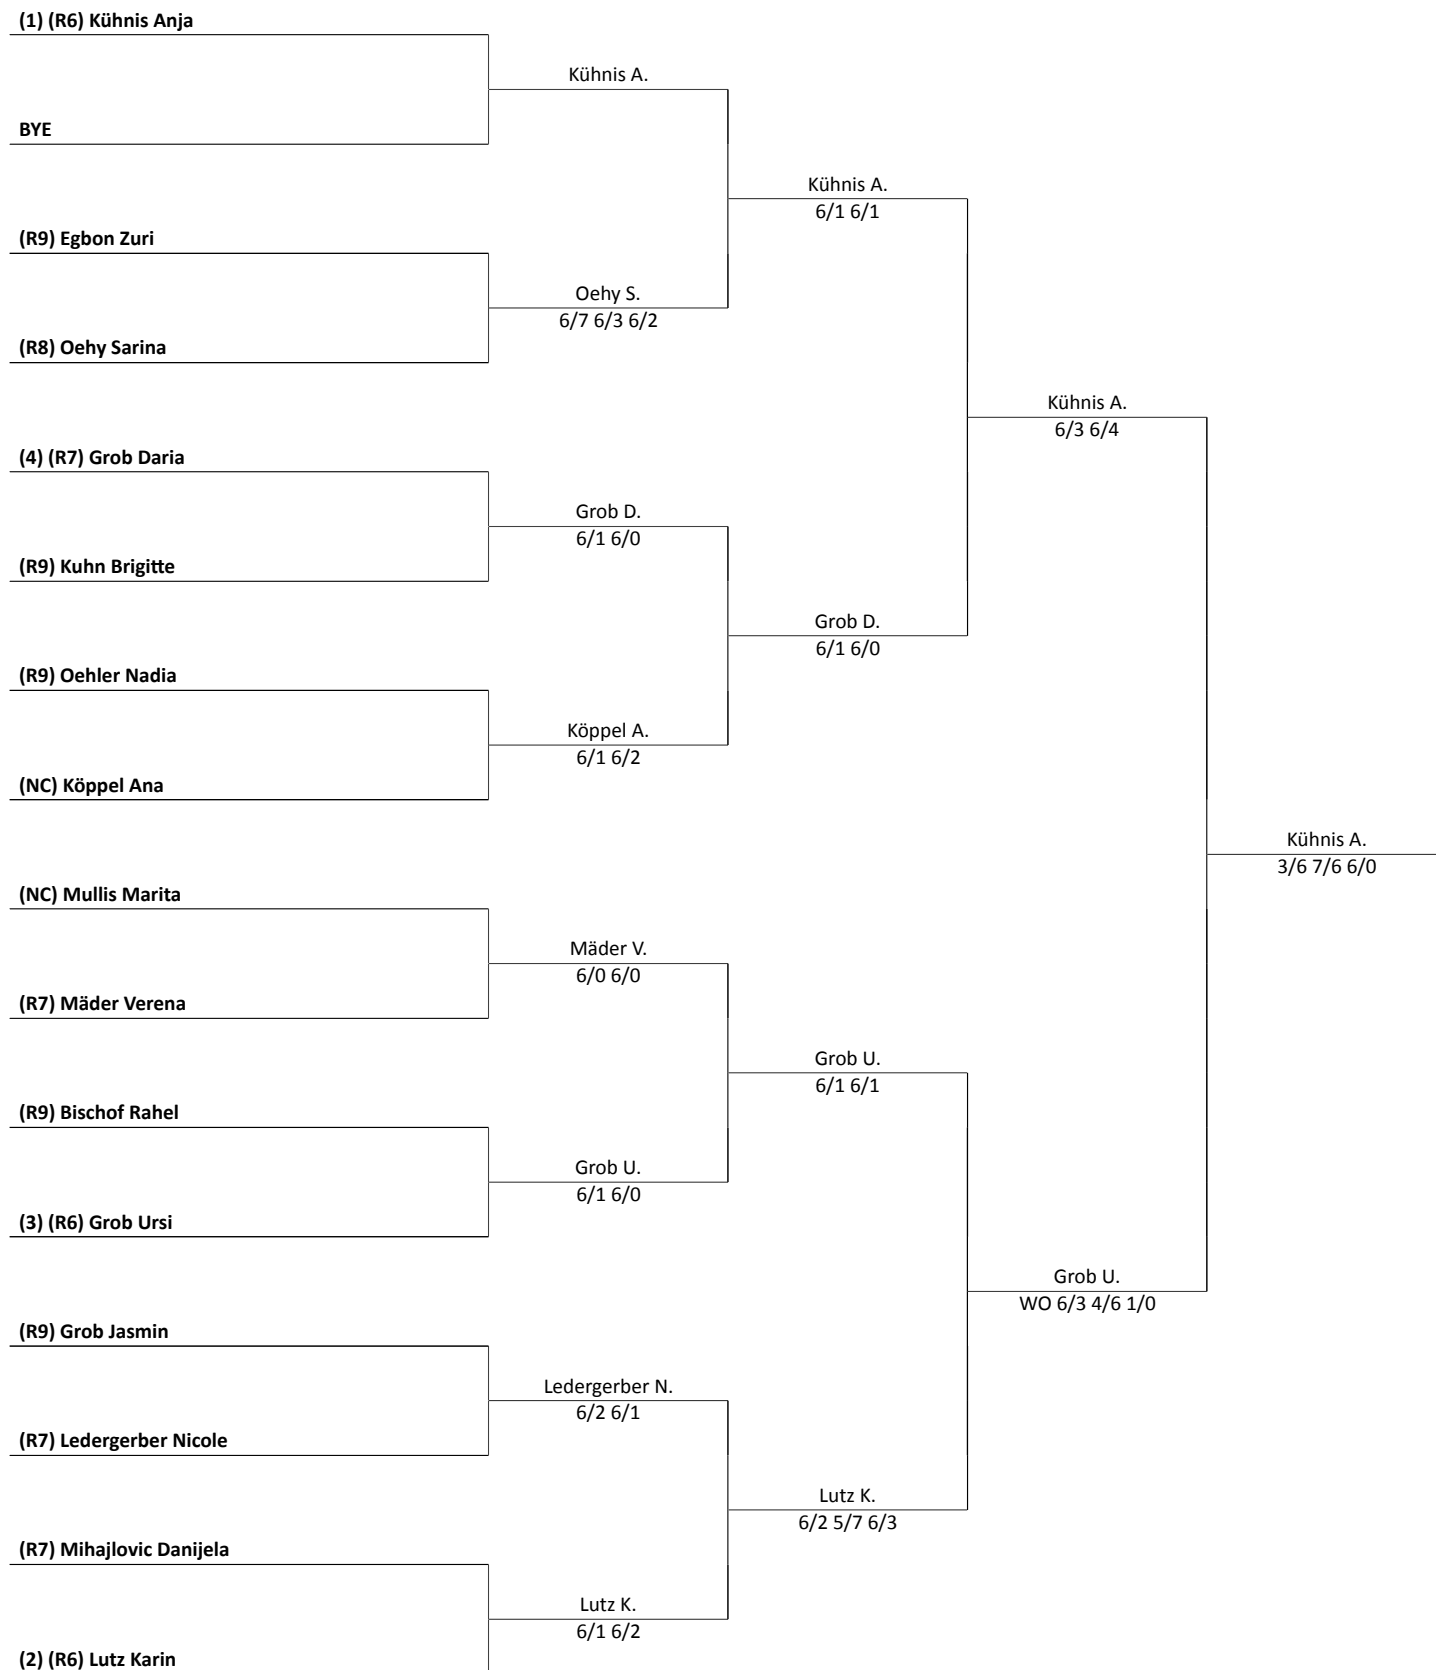 (1) (R6) Kühnis Anja
Kühnis A.
BYE
Kühnis A.
6/1 6/1
(R9) Egbon Zuri
Oehy S.
6/7 6/3 6/2
(R8) Oehy Sarina
Kühnis A.
6/3 6/4
(4) (R7) Grob Daria
Grob D.
6/1 6/0
(R9) Kuhn Brigitte
Grob D.
6/1 6/0
(R9) Oehler Nadia
Köppel A.
6/1 6/2
(NC) Köppel Ana
Kühnis A.
3/6 7/6 6/0
(NC) Mullis Marita
Mäder V.
6/0 6/0
(R7) Mäder Verena
Grob U.
6/1 6/1
(R9) Bischof Rahel
Grob U.
6/1 6/0
(3) (R6) Grob Ursi
Grob U.
WO 6/3 4/6 1/0
(R9) Grob Jasmin
Ledergerber N.
6/2 6/1
(R7) Ledergerber Nicole
Lutz K.
6/2 5/7 6/3
(R7) Mihajlovic Danijela
Lutz K.
6/1 6/2
(2) (R6) Lutz Karin